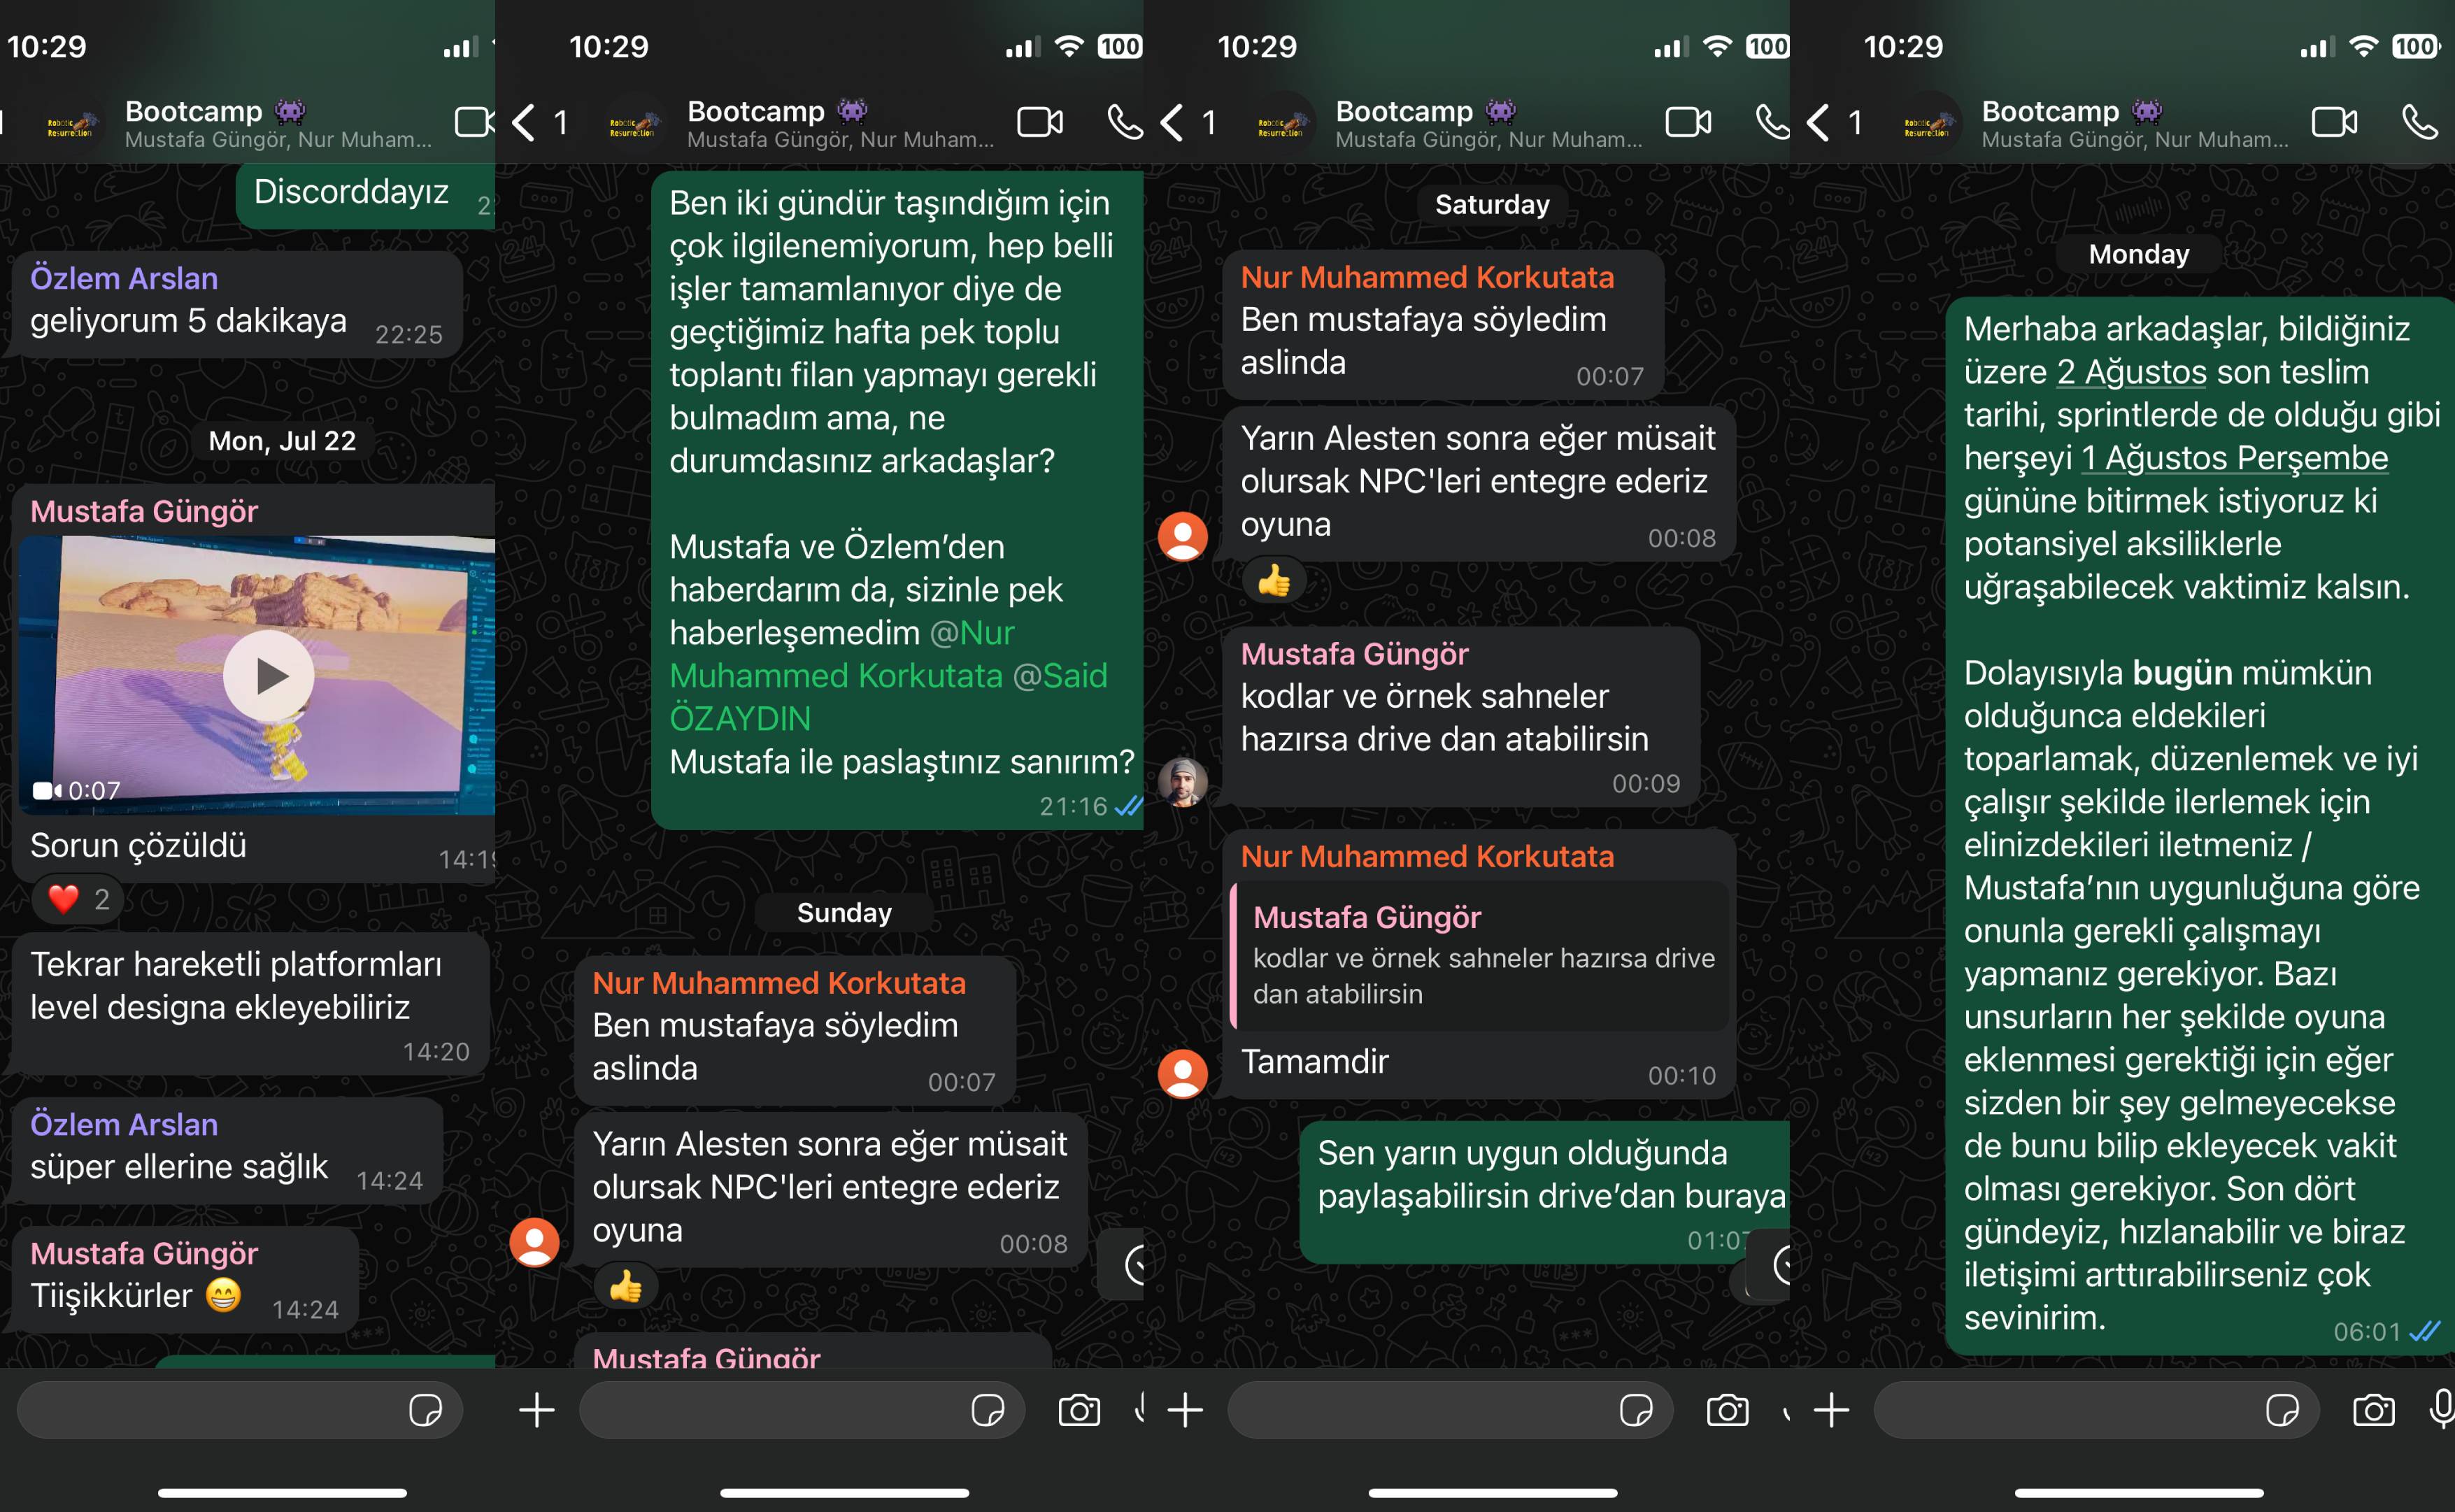 10:29
Bootcamp 👾
Mustafa Güngör, Nur Muham...
Discorddayız
Özlem Arslan
geliyorum 5 dakikaya 22:25
Mon, Jul 22
Mustafa Güngör
0:07
Sorun çözüldü
❤️ 2
Tekrar hareketli platformları
level designa ekleyebiliriz
14:20
Özlem Arslan
süper ellerine sağlık 14:24
Mustafa Güngör
Tiişikkürler 😁 14:24
10:29 100
1 Robotic Resurrection Bootcamp 👾
Mustafa Güngör, Nur Muham...
Ben iki gündür taşındığım için
çok ilgilenemiyorum, hep belli
işler tamamlanıyor diye de
geçtiğimiz hafta pek toplu
toplantı filan yapmayı gerekli
bulmadım ama, ne
durumdasınız arkadaşlar?
Mustafa ve Özlem’den
haberdarım da, sizinle pek
haberleşemedim @Nur
Muhammed Korkutata @Said
ÖZAYDIN
Mustafa ile paslaştınız sanırım?
21:16
Sunday
Nur Muhammed Korkutata
Ben mustafaya söyledim
aslinda 00:07
Yarın Alesten sonra eğer müsait
olursak NPC'leri entegre ederiz
oyuna 00:08
👍
Mustafa Güngör
10:29 100
1 Robotic Resurrection Bootcamp 👾
Mustafa Güngör, Nur Muham...
Saturday
Nur Muhammed Korkutata
Ben mustafaya söyledim
aslinda 00:07
Yarın Alesten sonra eğer müsait
olursak NPC'leri entegre ederiz
oyuna 00:08
👍
Mustafa Güngör
kodlar ve örnek sahneler
hazırsa drive dan atabilirsin
00:09
Nur Muhammed Korkutata
Mustafa Güngör
kodlar ve örnek sahneler hazırsa drive
dan atabilirsin
Tamamdir 00:10
Sen yarın uygun olduğunda
paylaşabilirsin drive’dan buraya
10:29 100
1 Robotic Resurrection Bootcamp 👾
Mustafa Güngör, Nur Muham...
Monday
Merhaba arkadaşlar, bildiğiniz
üzere 2 Ağustos son teslim
tarihi, sprintlerde de olduğu gibi
herşeyi 1 Ağustos Perşembe
gününe bitirmek istiyoruz ki
potansiyel aksiliklerle
uğraşabilecek vaktimiz kalsın.
Dolayısıyla bugün mümkün
olduğunca eldekileri
toparlamak, düzenlemek ve iyi
çalışır şekilde ilerlemek için
elinizdekileri iletmeniz /
Mustafa’nın uygunluğuna göre
onunla gerekli çalışmayı
yapmanız gerekiyor. Bazı
unsurların her şekilde oyuna
eklenmesi gerektiği için eğer
sizden bir şey gelmeyecekse
de bunu bilip ekleyecek vakit
olması gerekiyor. Son dört
gündeyiz, hızlanabilir ve biraz
iletişimi arttırabilirseniz çok
sevinirim. 06:01